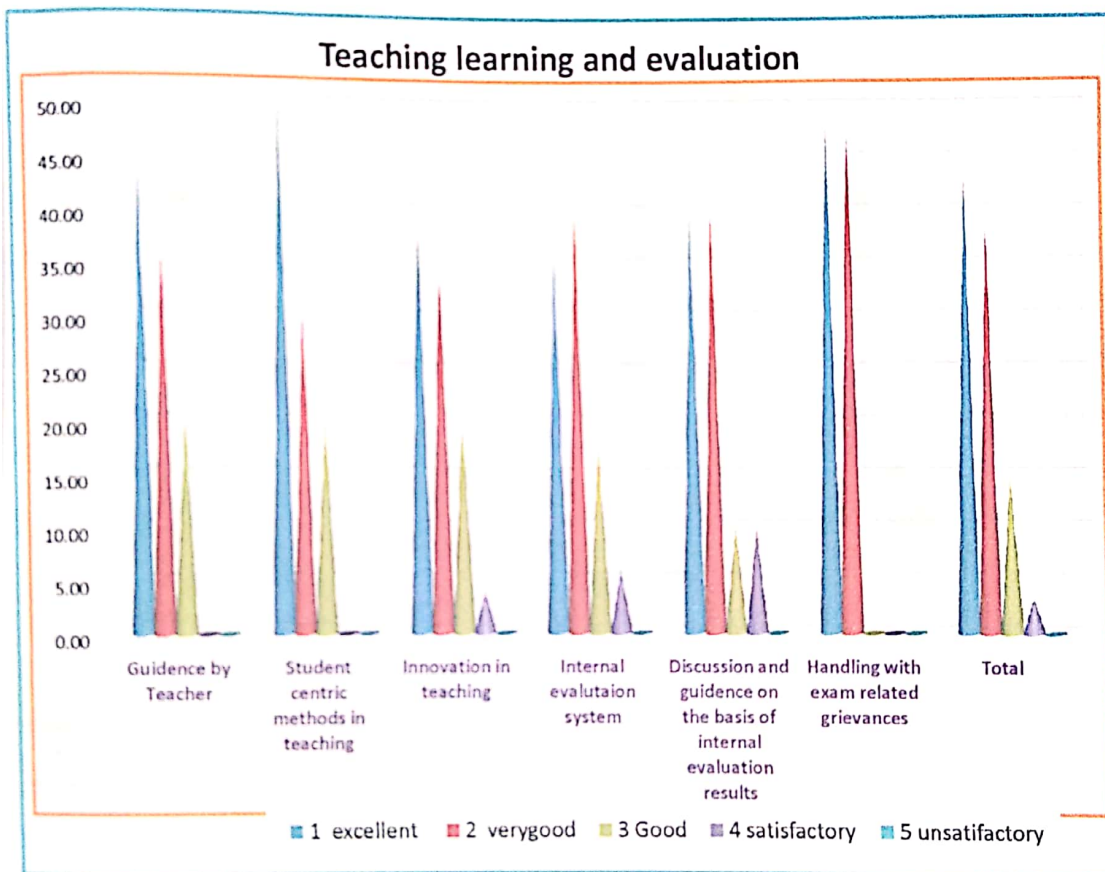 Teaching learning and evaluation
50.00
45.00
40.00
35.00
30.00
25.00
20.00
15.00
10.00
5.00
0.00
Guidence by
Teacher
Student
centric
methods in
teaching
Innovation in
teaching
Internal
evalutaion
system
Discussion and
guidence on
the basis of
internal
evaluation
results
Handling with
exam related
grievances
Total
1 excellent 2 verygood 3 Good 4 satisfactory 5 unsatifactory